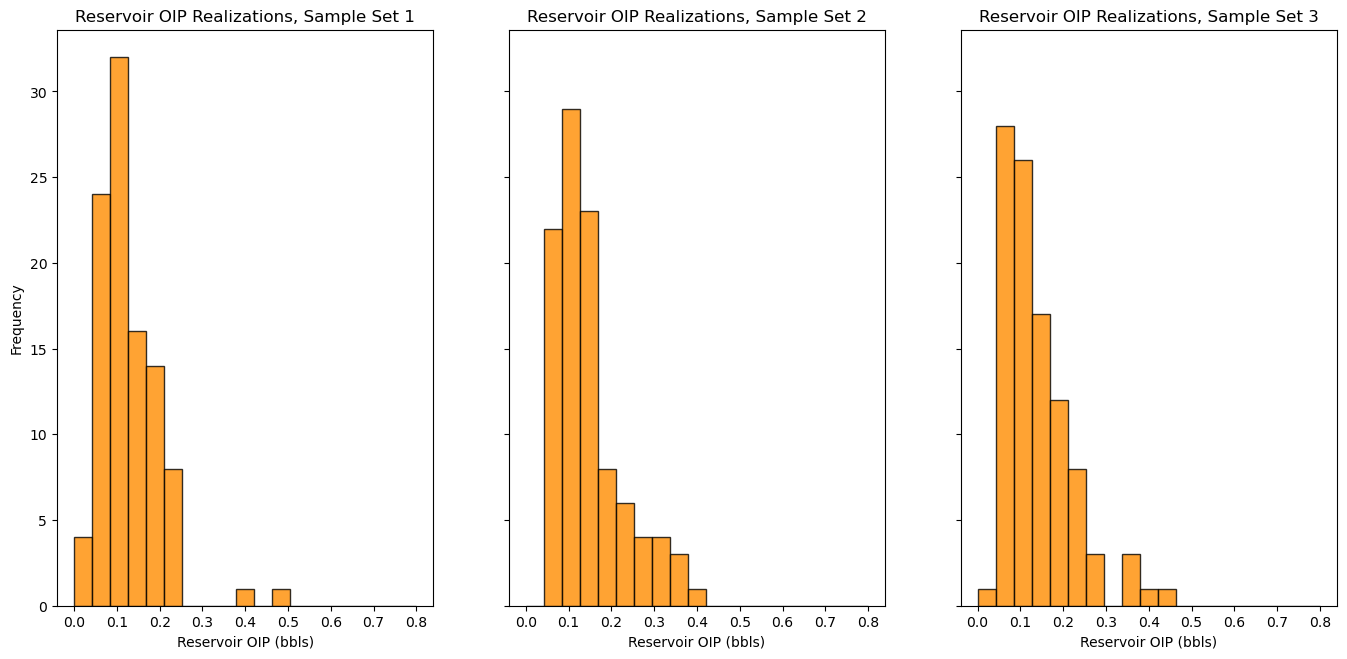 Reservoir OIP Realizations, Sample Set 1
Reservoir OIP Realizations, Sample Set 2
Reservoir OIP Realizations, Sample Set 3
Frequency
30
25
20
15
10
5
0
0.0 0.1 0.2 0.3 0.4 0.5 0.6 0.7 0.8
0.0 0.1 0.2 0.3 0.4 0.5 0.6 0.7 0.8
0.0 0.1 0.2 0.3 0.4 0.5 0.6 0.7 0.8
Reservoir OIP (bbls)
Reservoir OIP (bbls)
Reservoir OIP (bbls)